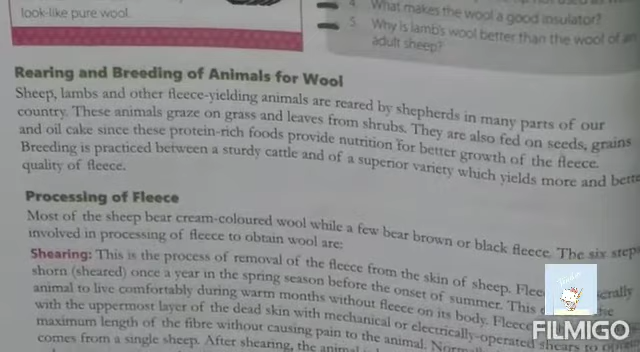 look-like pure wool.
4. What makes the wool a good insulator?
5. Why is lamb's wool better than the wool of an
adult sheep?
Rearing and Breeding of Animals for Wool
Sheep, lambs and other fleece-yielding animals are reared by shepherds in many parts of our
country. These animals graze on grass and leaves from shrubs. They are also fed on seeds, grains
and oil cake since these protein-rich foods provide nutrition for better growth of the fleece.
Breeding is practiced between a sturdy cattle and of a superior variety which yields more and bette
quality of fleece.
Processing of Fleece
Most of the sheep bear cream-coloured wool while a few bear brown or black fleece. The six step
involved in processing of fleece to obtain wool are:
Shearing: This is the process of removal of the fleece from the skin of sheep. Flee erally
shorn (sheared) once a year in the spring season before the onset of summer. This e he
animal to live comfortably during warm months without fleece on its body. Fleece
with the uppermost layer of the dead skin with mechanical or electrically-operated shears to
maximum length of the fibre without causing pain to the animal.
comes from a single sheep. After shearing, the
FILMIGO